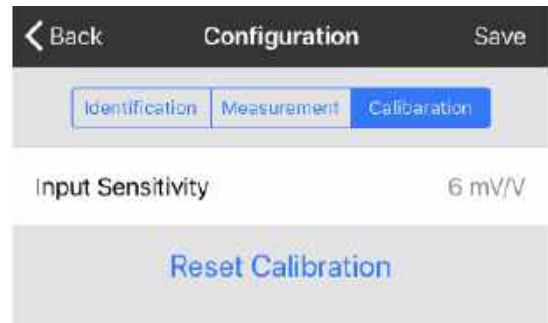 Back Configuration Save
Identification Measurement Calibaration
Input Sensitivity 6 mV/V
Reset Calibration